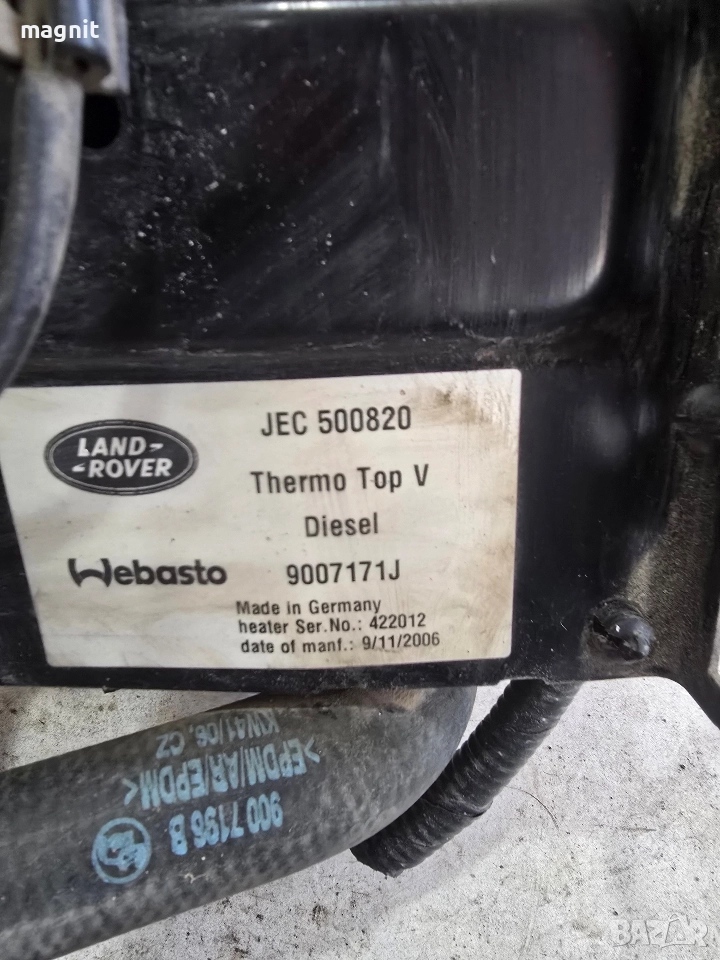 magnit
JEC 500820
LAND-
-ROVER
Thermo Top V
Diesel
Webasto
9007171J
Made in Germany
heater Ser.No.: 422012
date of manf.: 9/11/2006
KW41/06, CZ
>EPDM/AR/EPDM<
900 7196 B
BAZAR